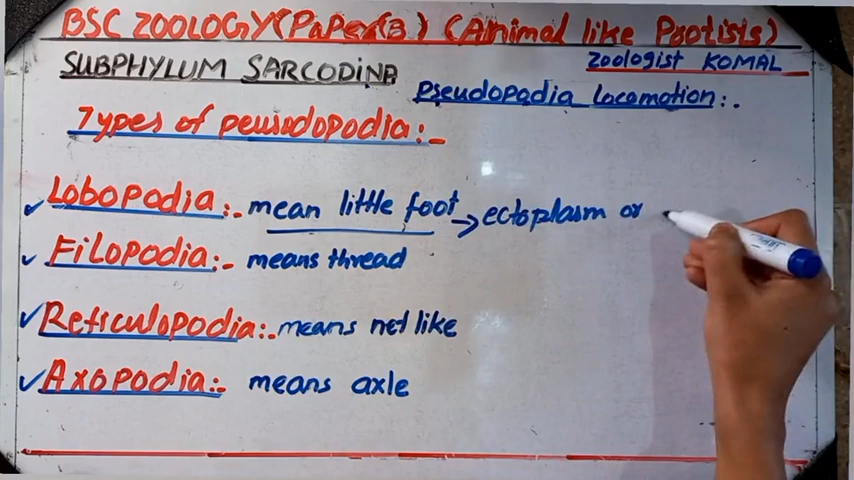 BSC ZOOLOGY (PaPer(B) (Animal like Protists)
Zoologist KOMAL
SUBPHYLUM SARCODINA
Pseudopodia Locomotion:.
Types of peusodopodia:-
Lobopodia:- mean little foot → ectoplasm or
Filopodia:- means thread
Reticulopodia:- means net like
Axopodia:- means axle